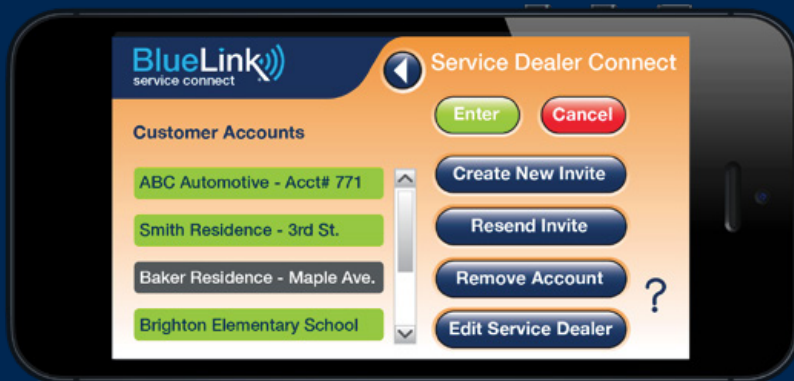 BlueLink
service connect
Service Dealer Connect
Enter
Cancel
Customer Accounts
ABC Automotive - Acct# 771
Smith Residence - 3rd St.
Baker Residence - Maple Ave.
Brighton Elementary School
Create New Invite
Resend Invite
Remove Account
Edit Service Dealer
?